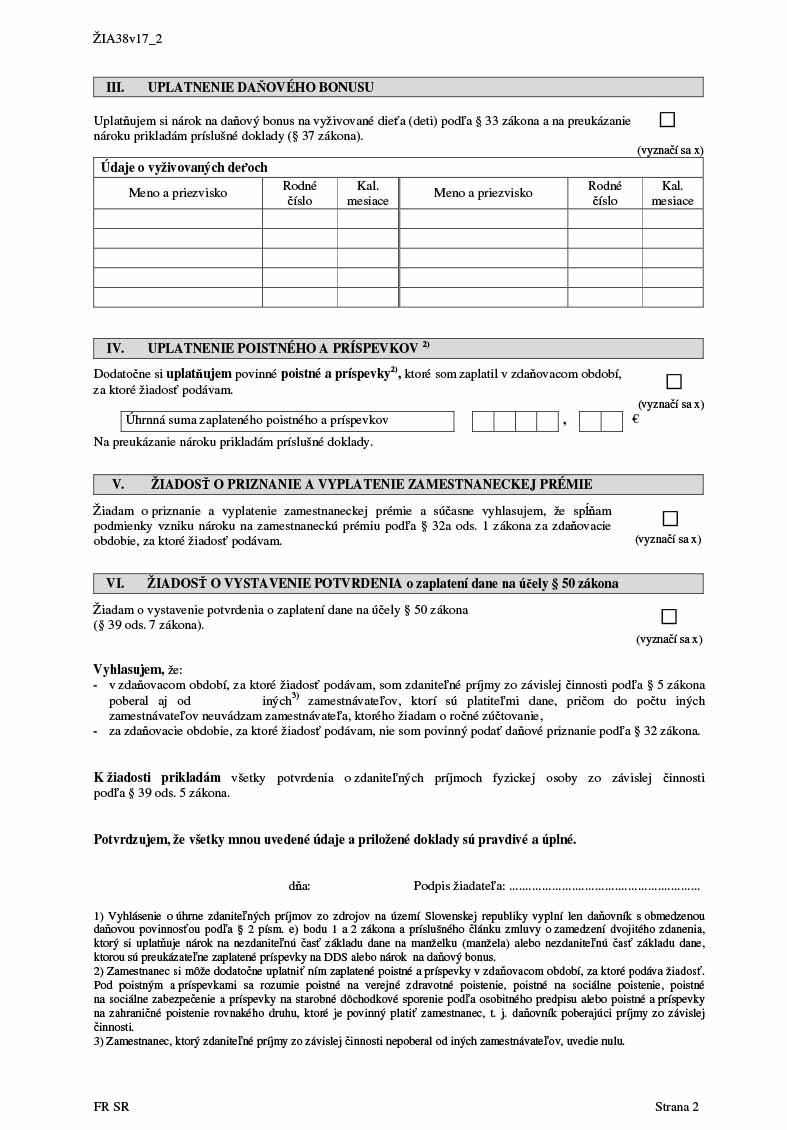 ŽIA38v17_2
III. UPLATNENIE DAŇOVÉHO BONUSU
Uplatňujem si nárok na daňový bonus na vyživované dieťa (deti) podľa § 33 zákona a na preukázanie
nároku prikladám príslušné doklady (§ 37 zákona).
(vyznačí sa x)
Údaje o vyživovaných deťoch
Meno a priezvisko Rodné číslo Kal. mesiace Meno a priezvisko Rodné číslo Kal. mesiace
IV. UPLATNENIE POISTNÉHO A PRÍSPEVKOV 2)
Dodatočne si uplatňujem povinné poistné a príspevky2), ktoré som zaplatil v zdaňovacom období,
za ktoré žiadosť podávam.
(vyznačí sa x)
Úhrnná suma zaplateného poistného a príspevkov , €
Na preukázanie nároku prikladám príslušné doklady.
V. ŽIADOSŤ O PRIZNANIE A VYPLATENIE ZAMESTNANECKEJ PRÉMIE
Žiadam o priznanie a vyplatenie zamestnaneckej prémie a súčasne vyhlasujem, že spĺňam
podmienky vzniku nároku na zamestnaneckú prémiu podľa § 32a ods. 1 zákona za zdaňovacie
obdobie, za ktoré žiadosť podávam.
(vyznačí sa x)
VI. ŽIADOSŤ O VYSTAVENIE POTVRDENIA o zaplatení dane na účely § 50 zákona
Žiadam o vystavenie potvrdenia o zaplatení dane na účely § 50 zákona
(§ 39 ods. 7 zákona).
(vyznačí sa x)
Vyhlasujem, že:
- v zdaňovacom období, za ktoré žiadosť podávam, som zdaniteľné príjmy zo závislej činnosti podľa § 5 zákona
poberal aj od iných3) zamestnávateľov, ktorí sú platiteľmi dane, pričom do počtu iných
zamestnávateľov neuvádzam zamestnávateľa, ktorého žiadam o ročné zúčtovanie,
- za zdaňovacie obdobie, za ktoré žiadosť podávam, nie som povinný podať daňové priznanie podľa § 32 zákona.
K žiadosti prikladám všetky potvrdenia o zdaniteľných príjmoch fyzickej osoby zo závislej činnosti
podľa § 39 ods. 5 zákona.
Potvrdzujem, že všetky mnou uvedené údaje a priložené doklady sú pravdivé a úplné.
dňa: Podpis žiadateľa: ..........................................................
1) Vyhlásenie o úhrne zdaniteľných príjmov zo zdrojov na území Slovenskej republiky vyplní len daňovník s obmedzenou
daňovou povinnosťou podľa § 2 písm. e) bodu 1 a 2 zákona a príslušného článku zmluvy o zamedzení dvojitého zdanenia,
ktorý si uplatňuje nárok na nezdaniteľnú časť základu dane na manželku (manžela) alebo nezdaniteľnú časť základu dane,
ktorou sú preukázateľne zaplatené príspevky na DDS alebo nárok na daňový bonus.
2) Zamestnanec si môže dodatočne uplatniť ním zaplatené poistné a príspevky v zdaňovacom období, za ktoré podáva žiadosť.
Pod poistným a príspevkami sa rozumie poistné na verejné zdravotné poistenie, poistné na sociálne poistenie, poistné
na sociálne zabezpečenie a príspevky na starobné dôchodkové sporenie podľa osobitného predpisu alebo poistné a príspevky
na zahraničné poistenie rovnakého druhu, ktoré je povinný platiť zamestnanec, t. j. daňovník poberajúci príjmy zo závislej
činnosti.
3) Zamestnanec, ktorý zdaniteľné príjmy zo závislej činnosti nepoberal od iných zamestnávateľov, uvedie nulu.
FR SR Strana 2